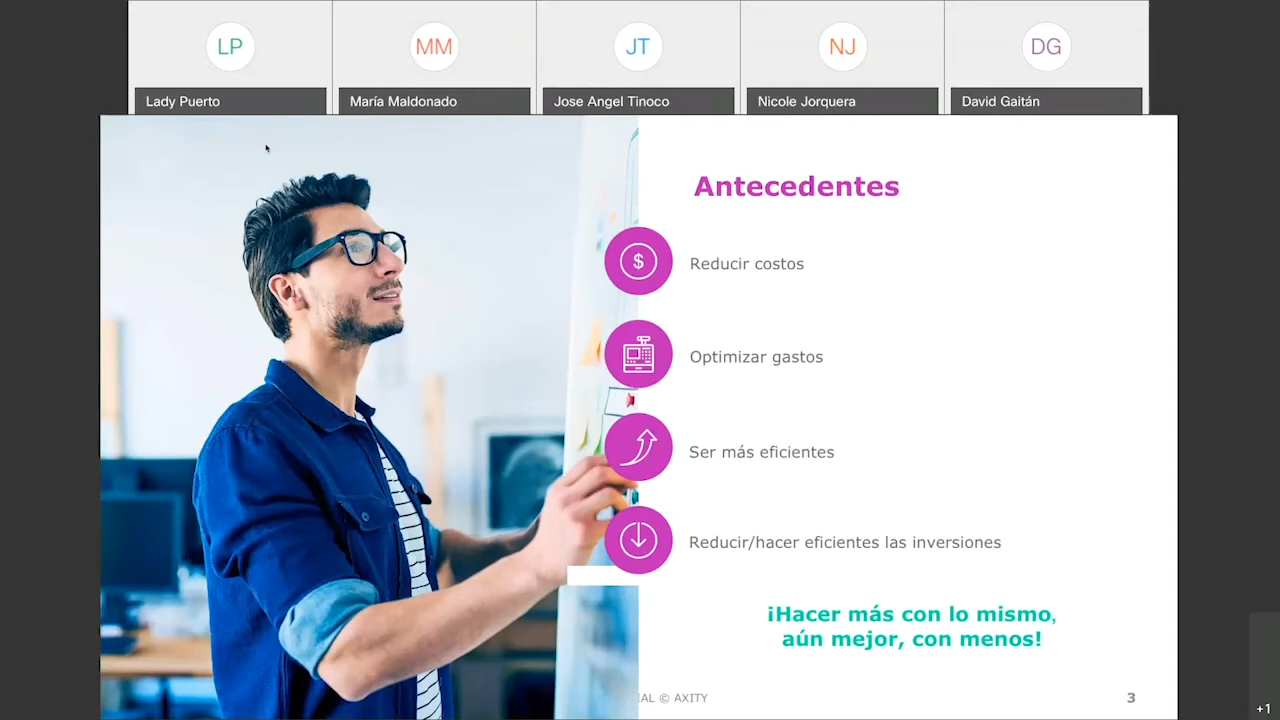 LP
MM
JT
NJ
DG
Lady Puerto
María Maldonado
Jose Angel Tinoco
Nicole Jorquera
David Gaitán
Antecedentes
$
Reducir costos
Optimizar gastos
Ser más eficientes
Reducir/hacer eficientes las inversiones
¡Hacer más con lo mismo,
aún mejor, con menos!
© AXITY
3
+1